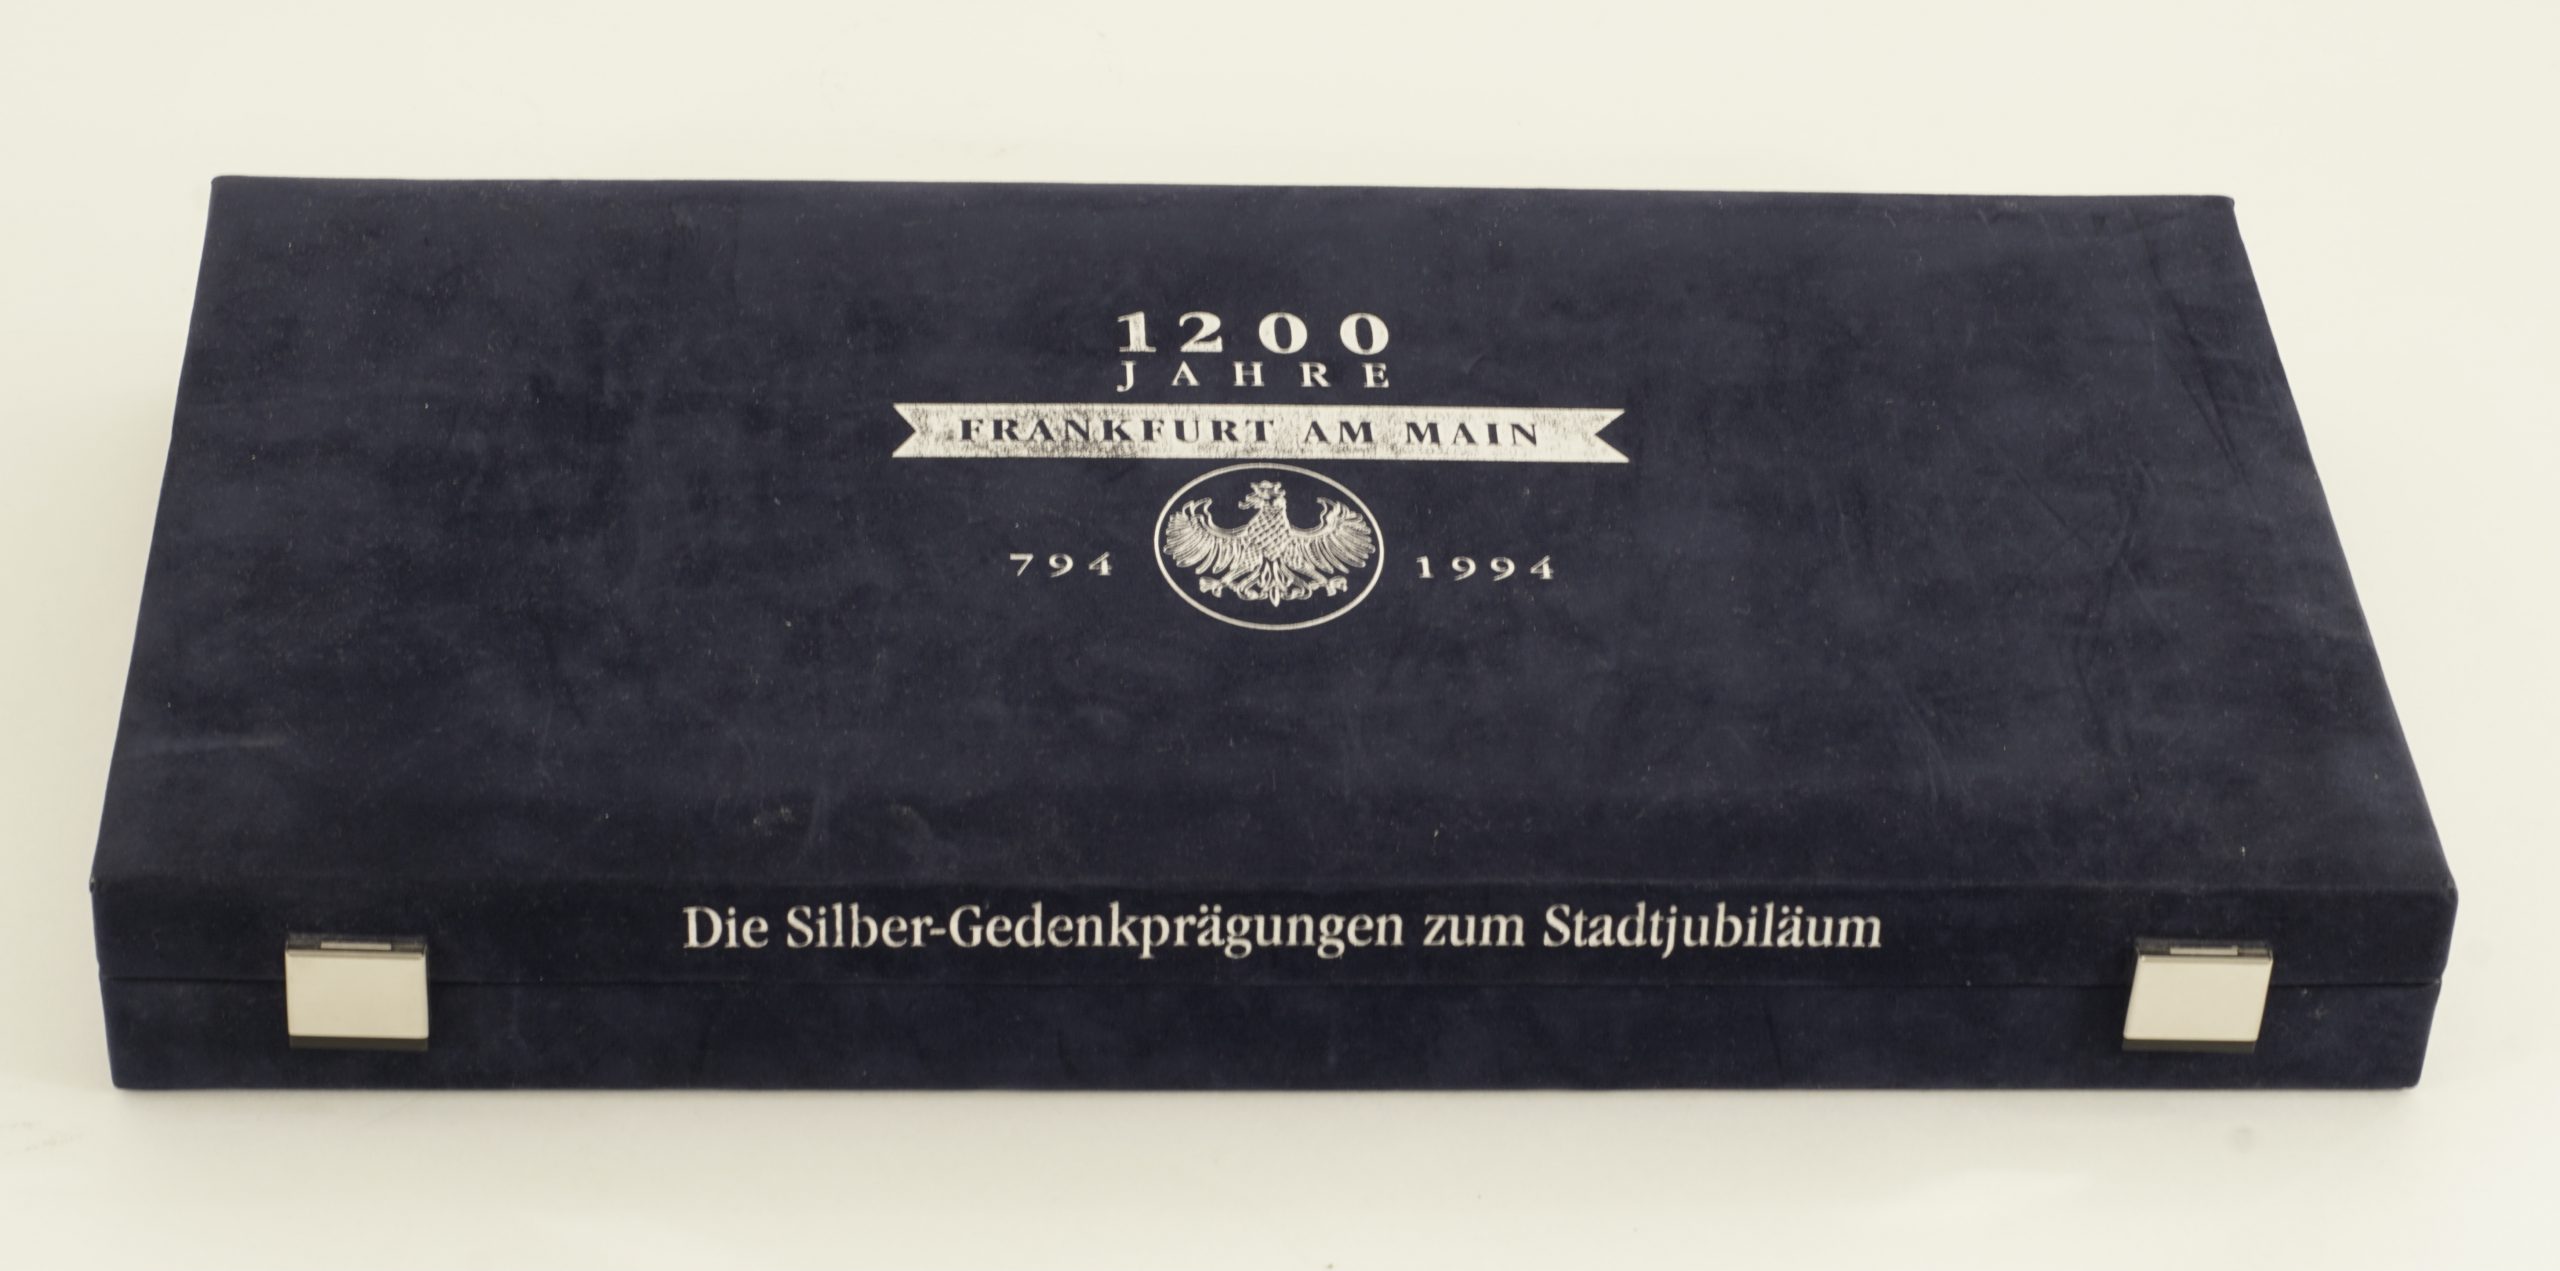 1200
JAHRE
FRANKFURT AM MAIN
794 1994
Die Silber-Gedenkprägungen zum Stadtjubiläum